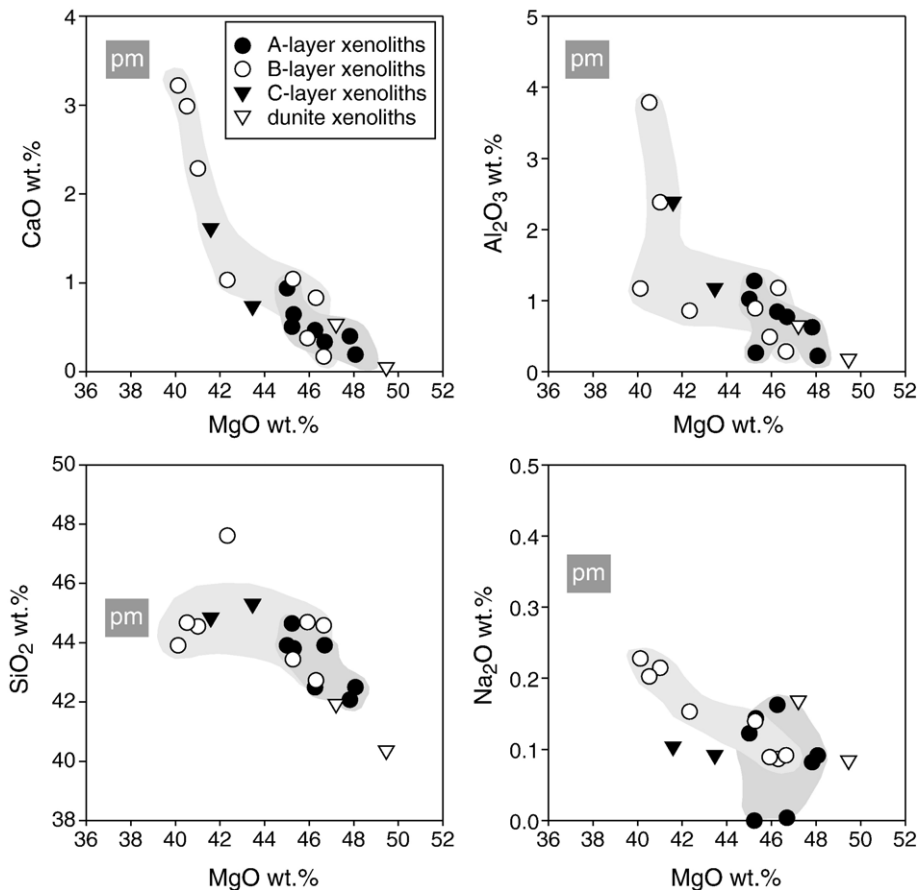 4
3
2
1
0
CaO wt.%
pm
A-layer xenoliths
B-layer xenoliths
C-layer xenoliths
dunite xenoliths
36 38 40 42 44 46 48 50 52
MgO wt.%
5
4
3
2
1
0
Al₂O₃ wt.%
pm
36 38 40 42 44 46 48 50 52
MgO wt.%
50
48
46
44
42
40
38
SiO₂ wt.%
pm
36 38 40 42 44 46 48 50 52
MgO wt.%
0.5
0.4
0.3
0.2
0.1
0.0
Na₂O wt.%
pm
36 38 40 42 44 46 48 50 52
MgO wt.%